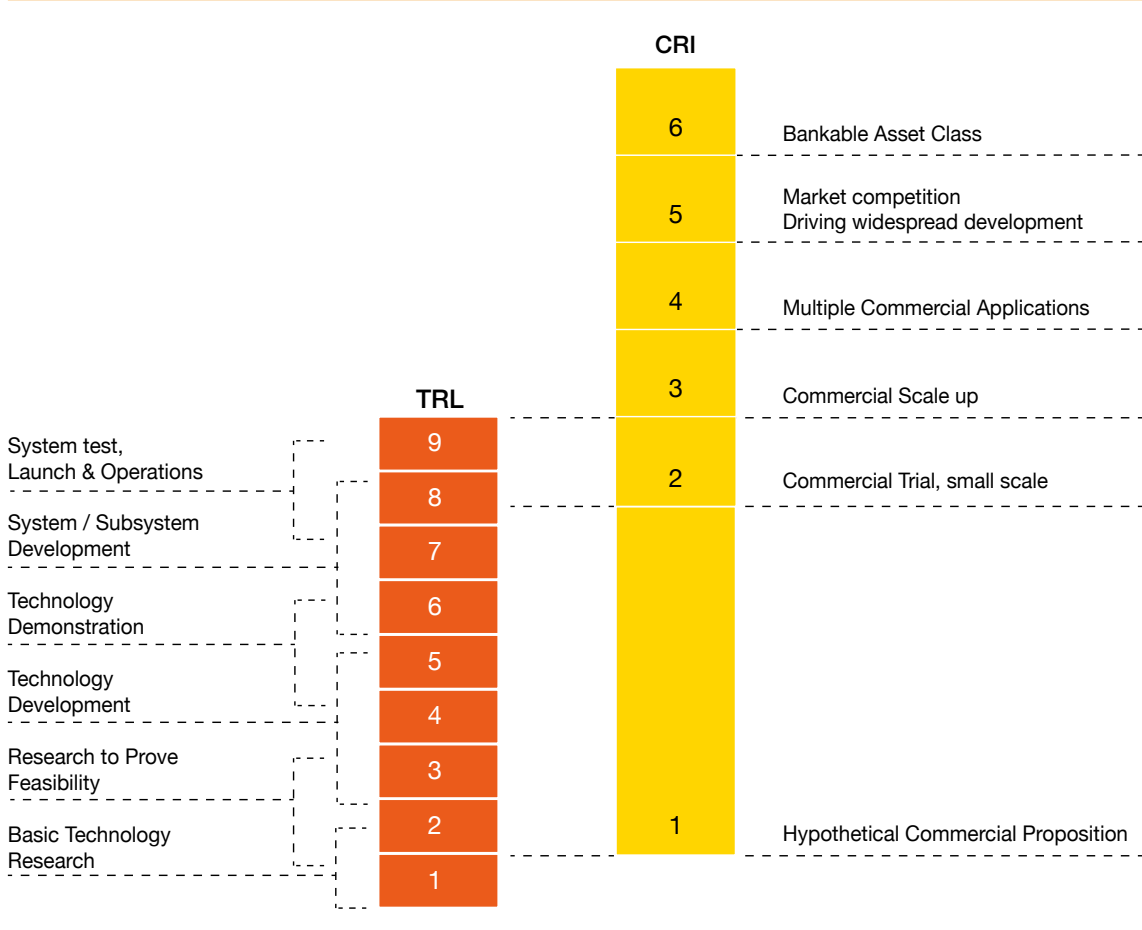 CRI
6
Bankable Asset Class
5
Market competition
Driving widespread development
4
Multiple Commercial Applications
3
Commercial Scale up
2
Commercial Trial, small scale
1
Hypothetical Commercial Proposition
TRL
9
8
7
6
5
4
3
2
1
System test,
Launch & Operations
System / Subsystem
Development
Technology
Demonstration
Technology
Development
Research to Prove
Feasibility
Basic Technology
Research